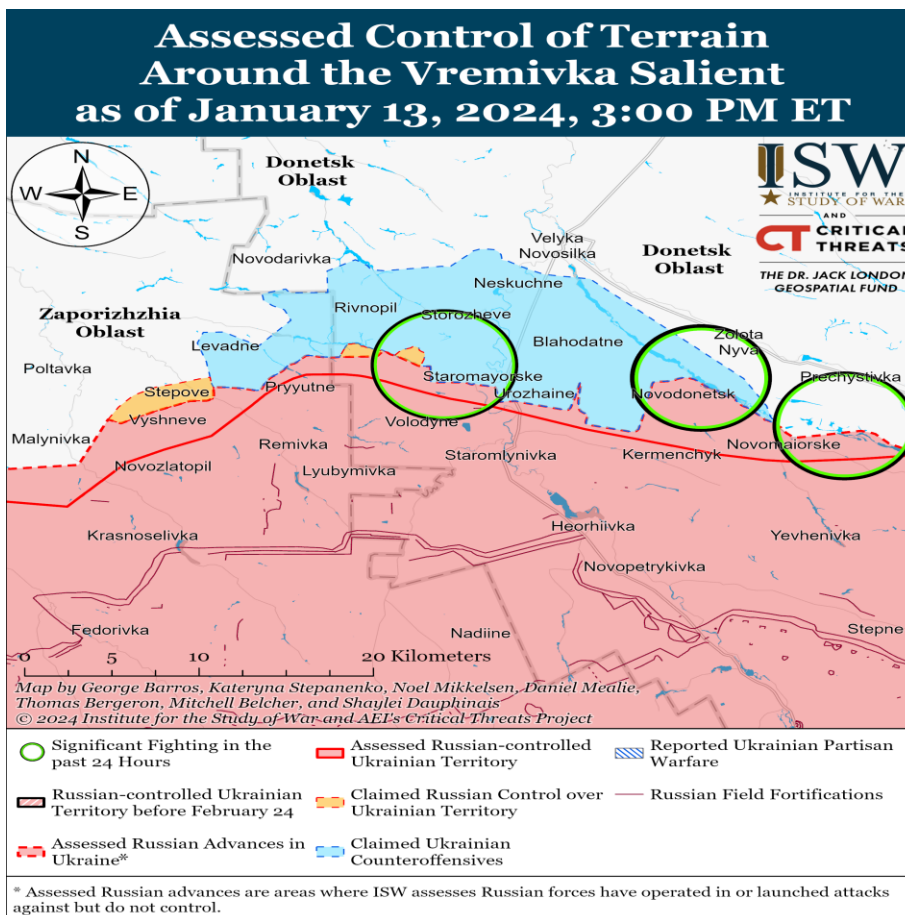 Assessed Control of Terrain
Around the Vremivka Salient
as of January 13, 2024, 3:00 PM ET
N
W E
S
Donetsk
Oblast
ISW
INSTITUTE FOR THE
STUDY OF WAR
AND
CT CRITICAL
THREATS
THE DR. JACK LONDON
GEOSPATIAL FUND
Velyka
Novosilka
Donetsk
Oblast
Novodarivka
Neskuchne
Rivnopil
Storozheve
Zaporizhzhia
Oblast
Levadne
Blahodatne
Zolota
Nyva
Poltavka
Prechystivka
Staromayorske
Stepove
Pryyutne
Urozhaine
Novodonetsk
Vyshneve
Volodyne
Malynivka
Remivka
Novomaiorske
Staromlynivka
Kermenchyk
Novozlatopil
Lyubymivka
Krasnoselivka
Heorhiivka
Yevhenivka
Novopetrykivka
Fedorivka
Nadiine
Stepne
0 5 10 20 Kilometers
Map by George Barros, Kateryna Stepanenko, Noel Mikkelsen, Daniel Mealie,
Thomas Bergeron, Mitchell Belcher, and Shaylei Dauphinais
© 2024 Institute for the Study of War and AEI's Critical Threats Project
Significant Fighting in the
past 24 Hours
Russian-controlled Ukrainian
Territory before February 24
Assessed Russian Advances in
Ukraine*
Assessed Russian-controlled
Ukrainian Territory
Claimed Russian Control over
Ukrainian Territory
Claimed Ukrainian
Counteroffensives
Reported Ukrainian Partisan
Warfare
Russian Field Fortifications
* Assessed Russian advances are areas where ISW assesses Russian forces have operated in or launched attacks
against but do not control.